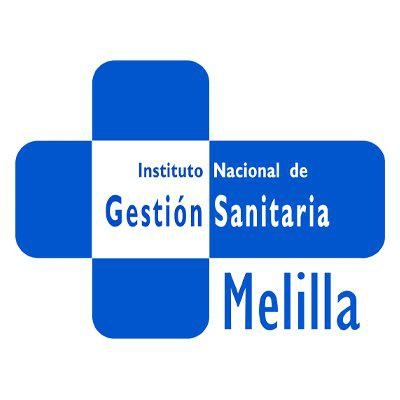 Instituto Nacional de
Gestión Sanitaria
Melilla